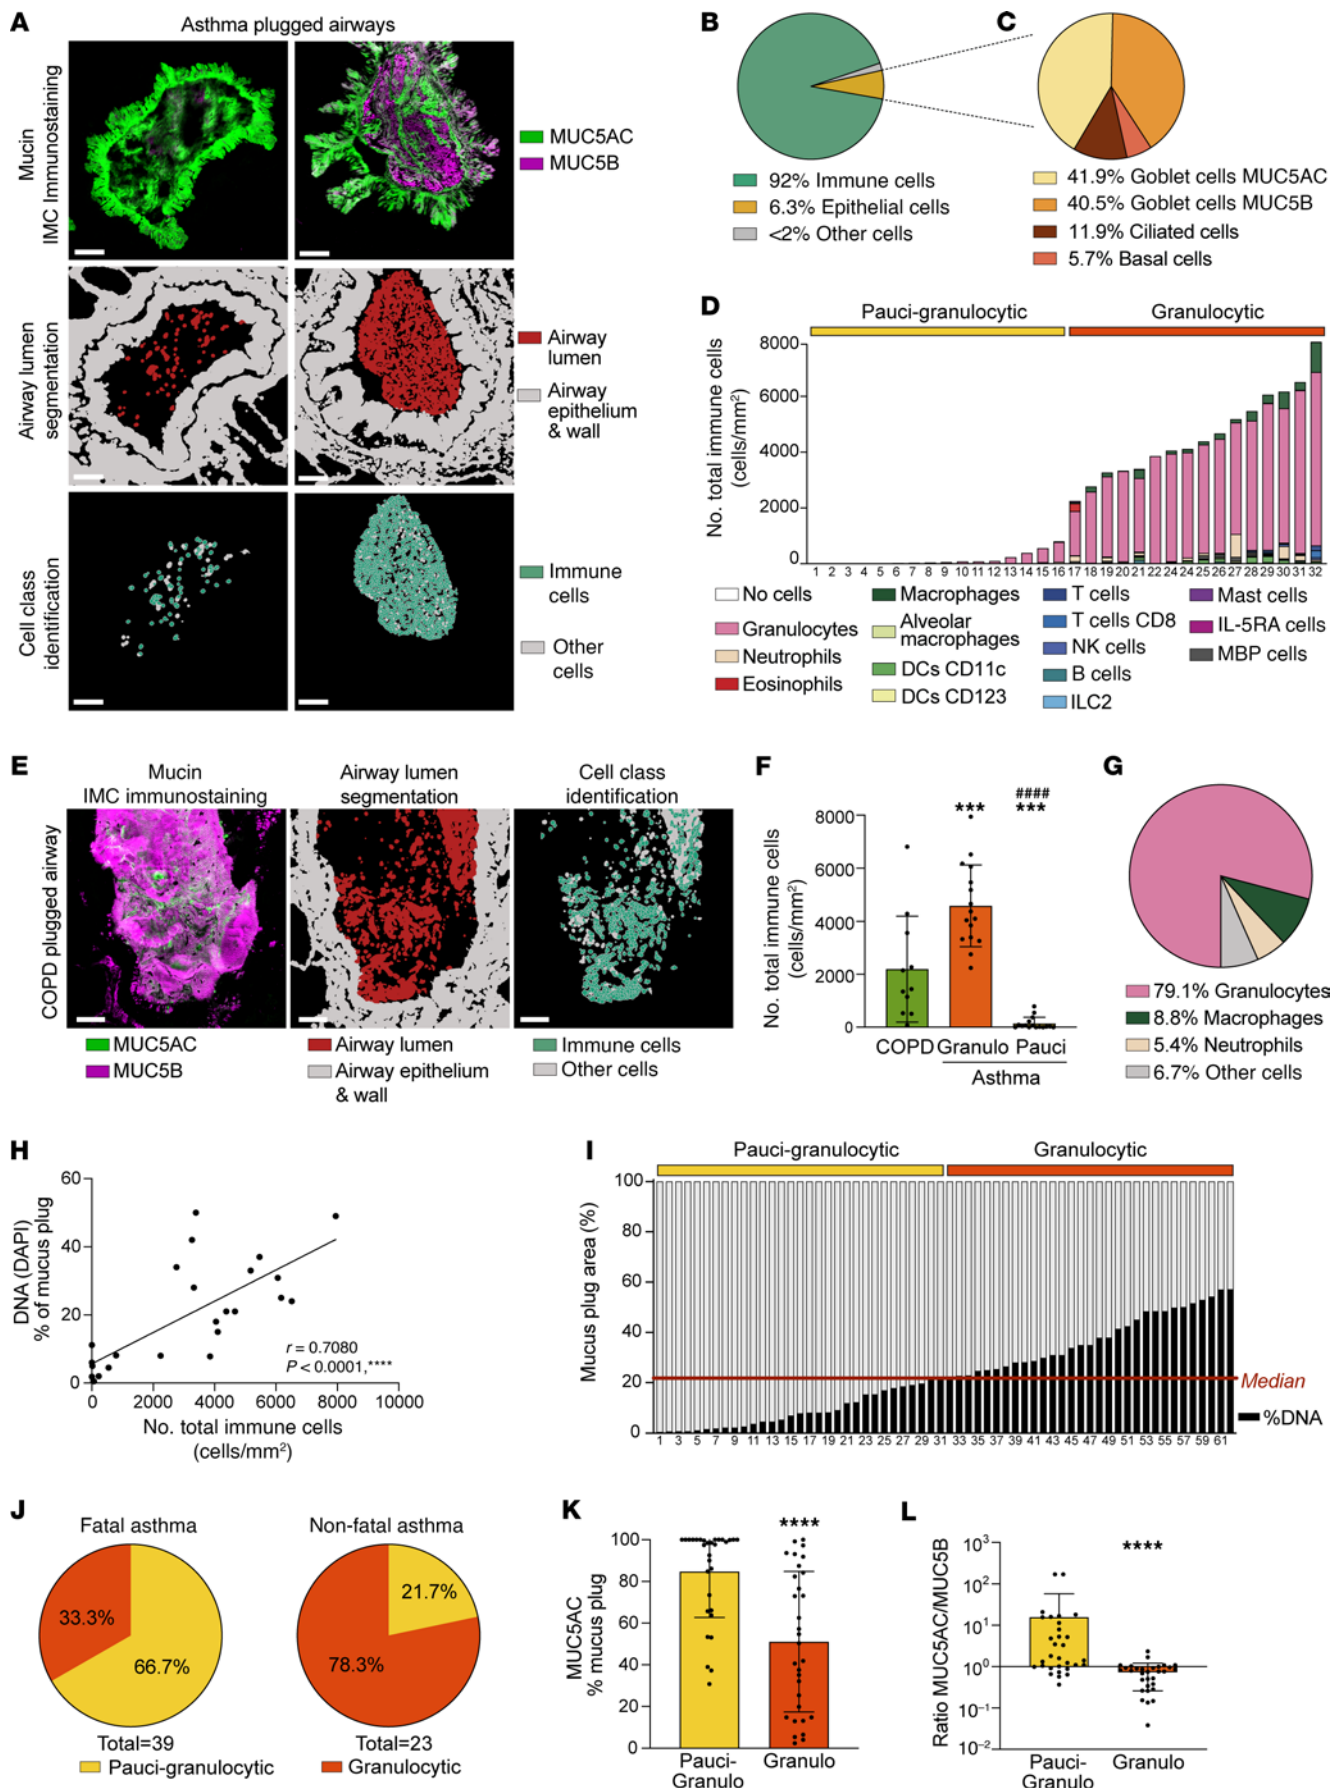 A
Asthma plugged airways
Mucin
IMC Immunostaining
MUC5AC
MUC5B
Airway lumen
segmentation
Airway
lumen
Airway
epithelium
& wall
Cell class
identification
Immune
cells
Other
cells
B
92% Immune cells
6.3% Epithelial cells
<2% Other cells
C
41.9% Goblet cells MUC5AC
40.5% Goblet cells MUC5B
11.9% Ciliated cells
5.7% Basal cells
D
Pauci-granulocytic
Granulocytic
No. total immune cells
(cells/mm²)
8000
6000
4000
2000
0
1 2 3 4 5 6 7 8 9 10 11 12 13 14 15 16 17 18 19 20 21 22 24 24 25 26 27 28 29 30 31 32
No cells
Granulocytes
Neutrophils
Eosinophils
Macrophages
Alveolar
macrophages
DCs CD11c
DCs CD123
T cells
T cells CD8
NK cells
B cells
ILC2
Mast cells
IL-5RA cells
MBP cells
E
Mucin
IMC immunostaining
Airway lumen
segmentation
Cell class
identification
COPD plugged airway
MUC5AC
MUC5B
Airway lumen
Airway epithelium
& wall
Immune cells
Other cells
F
No. total immune cells
(cells/mm²)
8000
6000
4000
2000
0
***
####
***
COPD Granulo Pauci
Asthma
G
79.1% Granulocytes
8.8% Macrophages
5.4% Neutrophils
6.7% Other cells
H
DNA (DAPI)
% of mucus plug
60
40
20
0
r = 0.7080
P < 0.0001,****
0 2000 4000 6000 8000 10000
No. total immune cells
(cells/mm²)
I
Pauci-granulocytic
Granulocytic
Mucus plug area (%)
100
80
60
40
20
0
Median
%DNA
1 3 5 7 9 11 13 15 17 19 21 23 25 27 29 31 33 35 37 39 41 43 45 47 49 51 53 55 57 59 61
J
Fatal asthma
33.3%
66.7%
Total=39
Non-fatal asthma
21.7%
78.3%
Total=23
Pauci-granulocytic
Granulocytic
K
MUC5AC
% mucus plug
100
80
60
40
20
0
****
Pauci-
Granulo
Granulo
L
Ratio MUC5AC/MUC5B
10³
10²
10¹
10⁰
10⁻¹
10⁻²
****
Pauci-
Granulo
Granulo